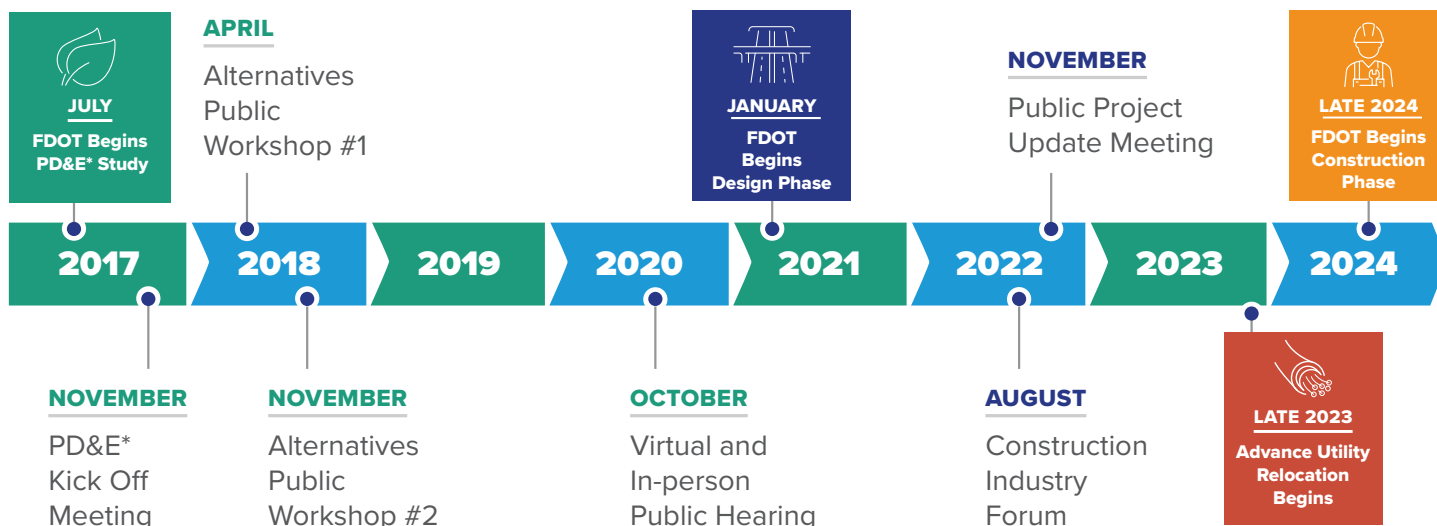 JULY
FDOT Begins
PD&E* Study
APRIL
Alternatives
Public
Workshop #1
JANUARY
FDOT
Begins
Design Phase
NOVEMBER
Public Project
Update Meeting
LATE 2024
FDOT Begins
Construction
Phase
2017
2018
2019
2020
2021
2022
2023
2024
NOVEMBER
PD&E*
Kick Off
Meeting
NOVEMBER
Alternatives
Public
Workshop #2
OCTOBER
Virtual and
In-person
Public Hearing
AUGUST
Construction
Industry
Forum
LATE 2023
Advance Utility
Relocation
Begins